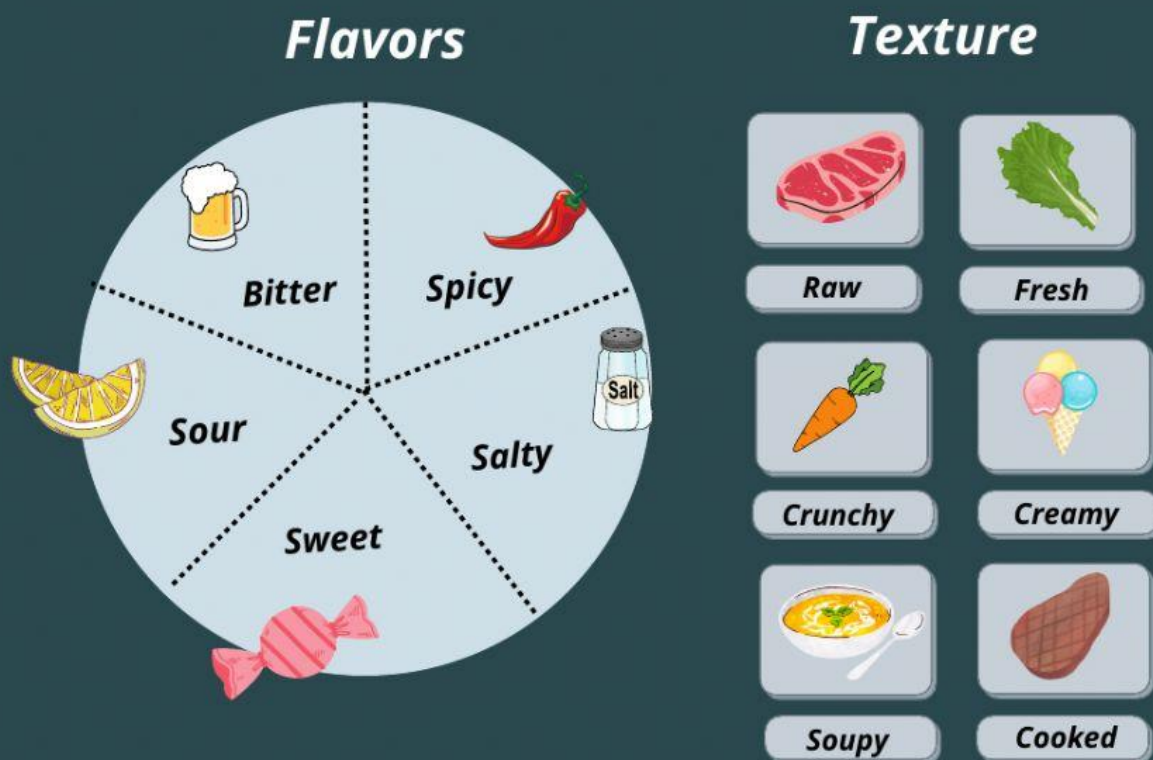 Flavors
Bitter
Spicy
Sour
Salt
Salty
Sweet
Texture
Raw
Fresh
Crunchy
Creamy
Soupy
Cooked